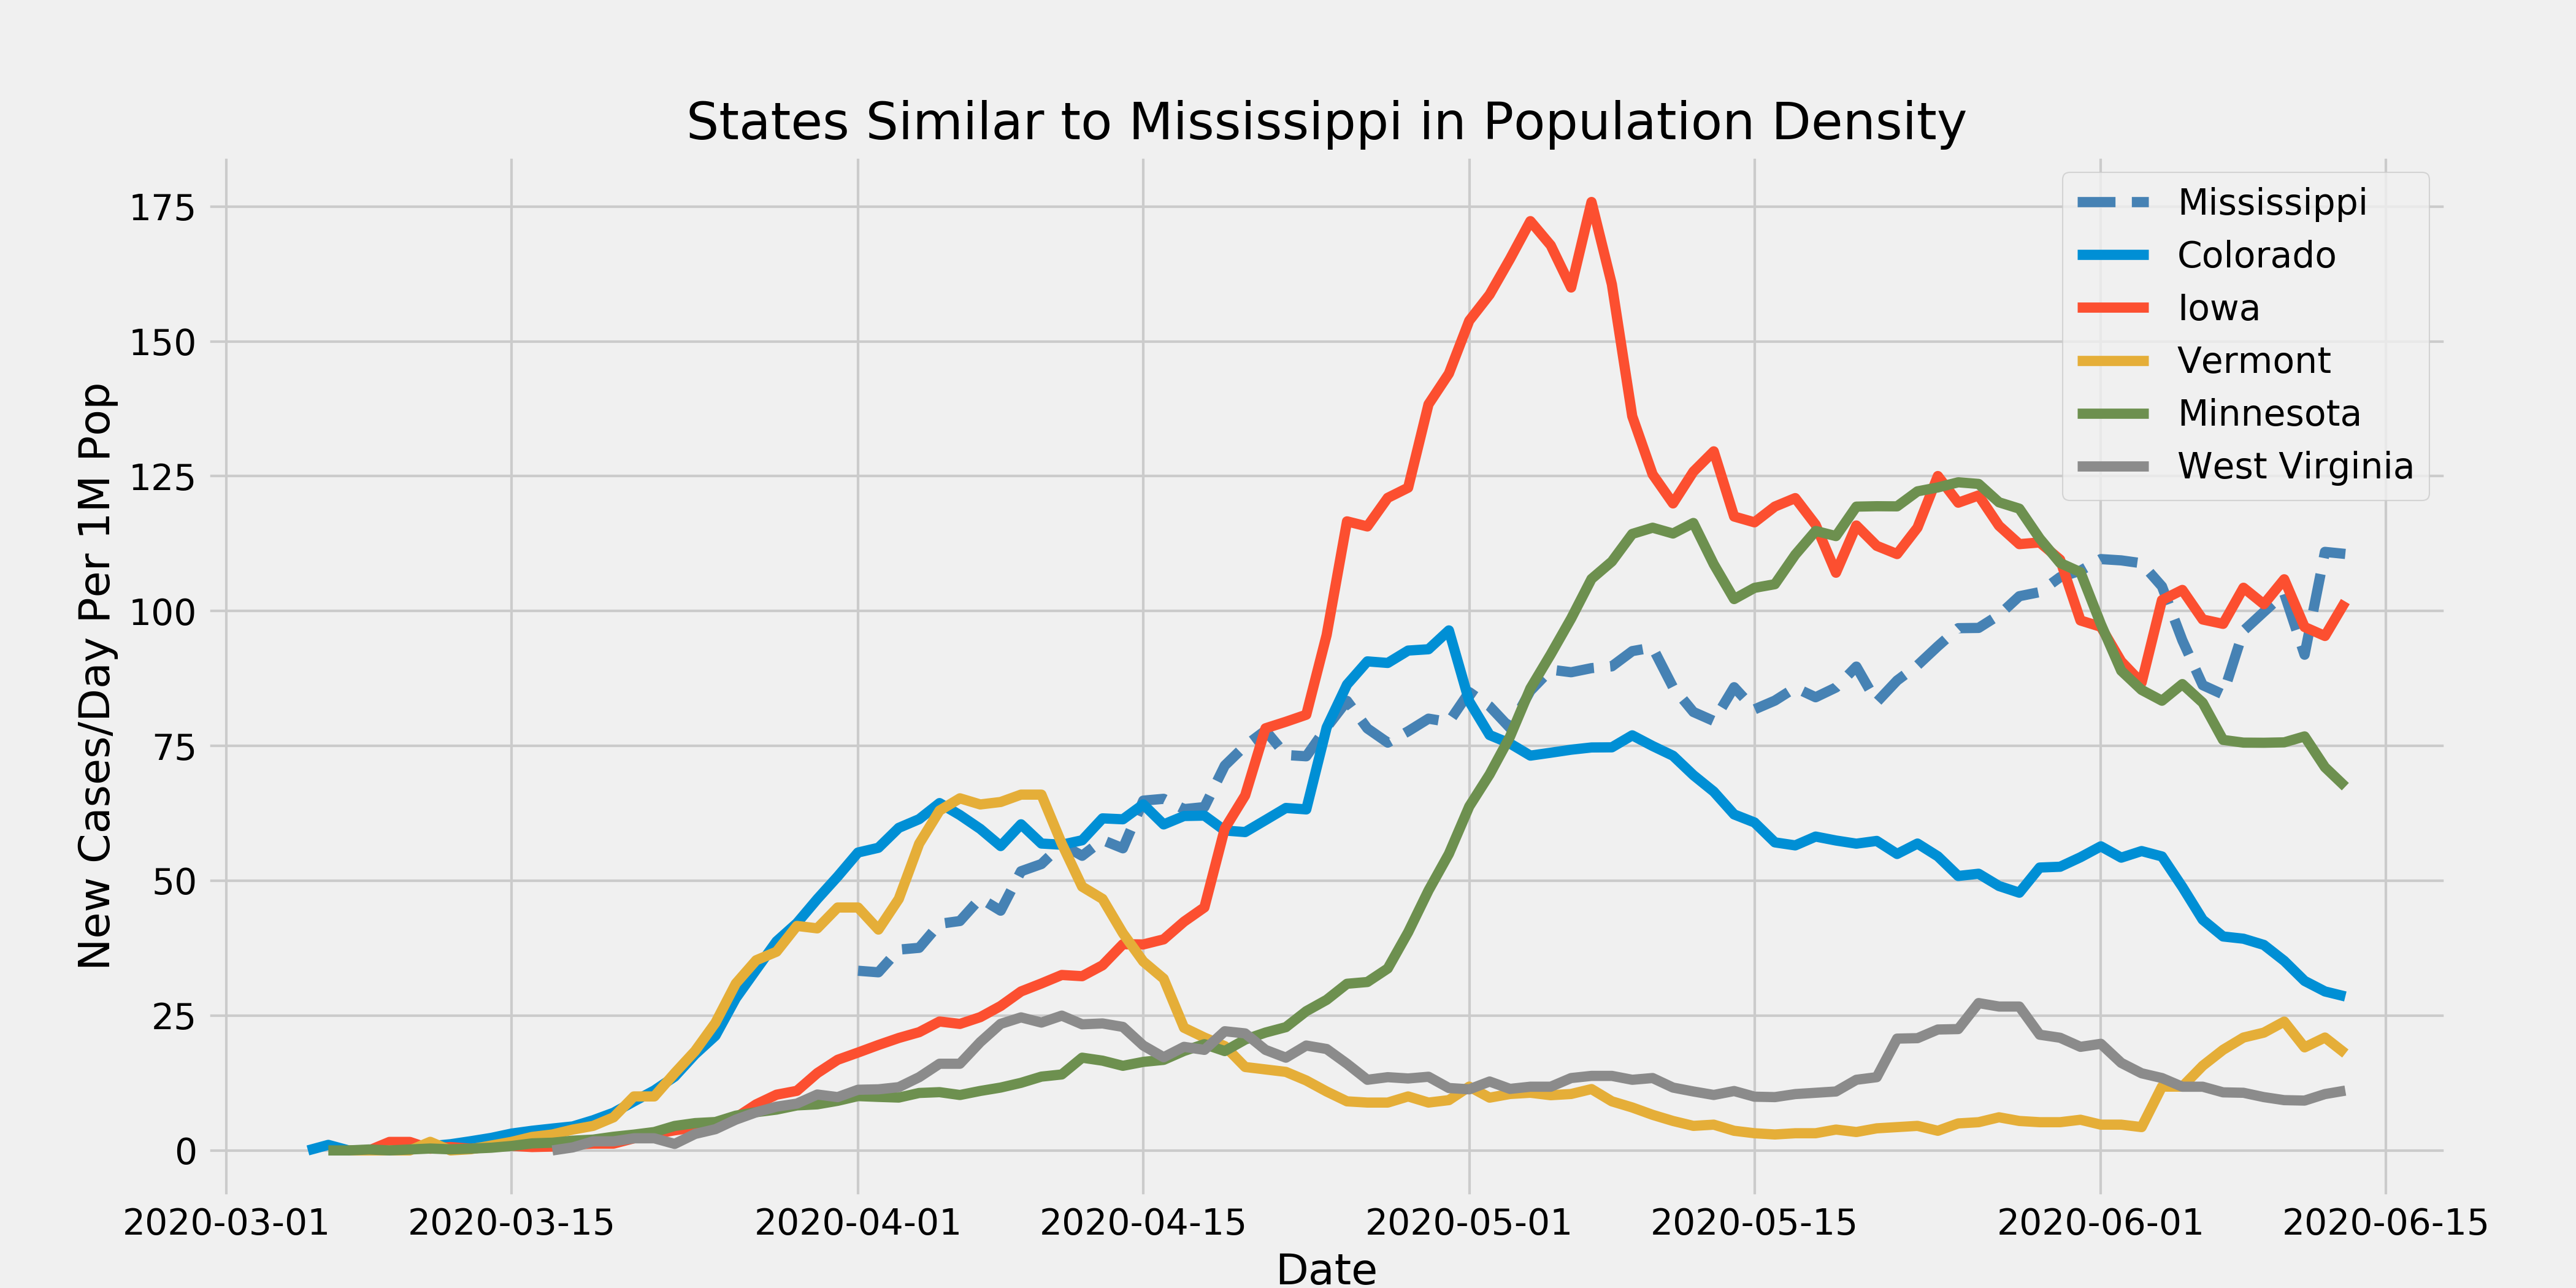 States Similar to Mississippi in Population Density
New Cases/Day Per 1M Pop
175
150
125
100
75
50
25
0
Mississippi
Colorado
Iowa
Vermont
Minnesota
West Virginia
2020-03-01 2020-03-15 2020-04-01 2020-04-15 2020-05-01 2020-05-15 2020-06-01 2020-06-15
Date